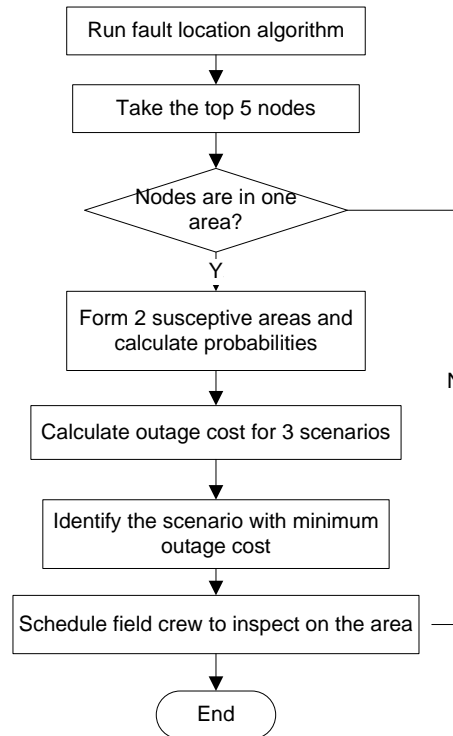 Run fault location algorithm
Take the top 5 nodes
Nodes are in one
area?
Y
Form 2 susceptive areas and
calculate probabilities
N
Calculate outage cost for 3 scenarios
Identify the scenario with minimum
outage cost
Schedule field crew to inspect on the area
End